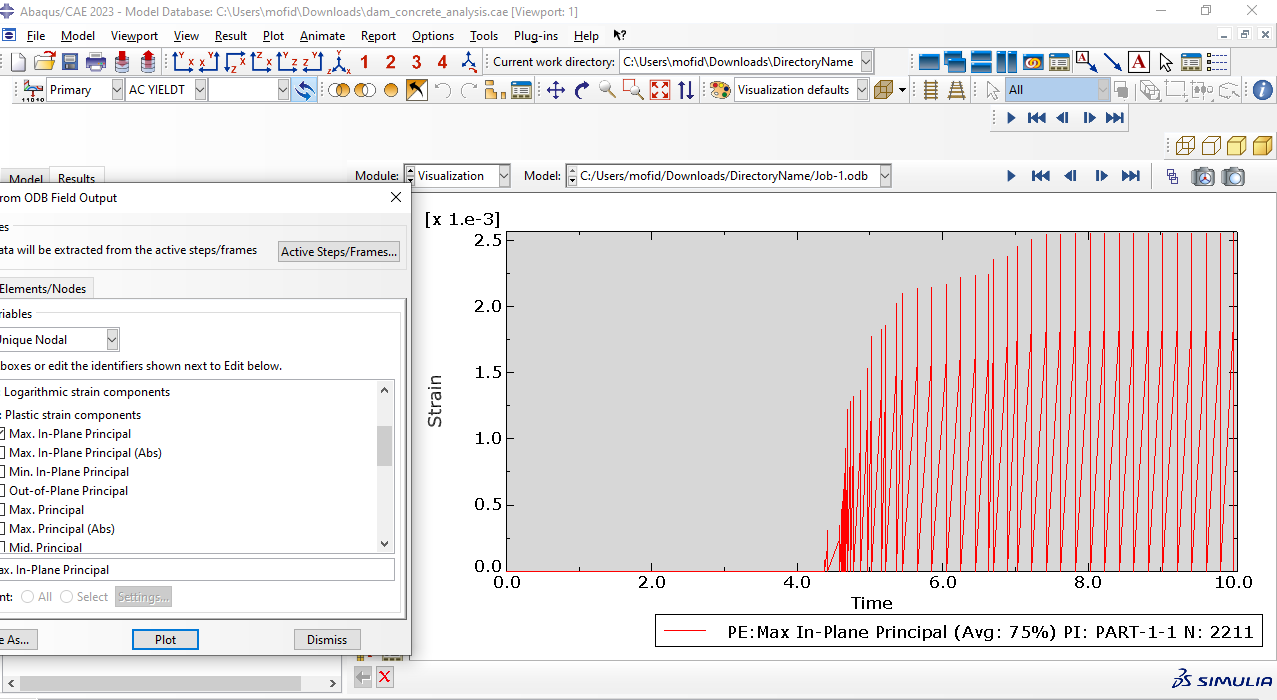 Abaqus/CAE 2023 - Model Database: C:\Users\mofid\Downloads\dam_concrete_analysis.cae [Viewport: 1]
File Model Viewport View Result Plot Animate Report Options Tools Plug-ins Help
1 2 3 4 Current work directory: C:\Users\mofid\Downloads\DirectoryName A A
Primary AC YIELDT Visualization defaults All
Model Results Module: Visualization Model: C:/Users/mofid/Downloads/DirectoryName/Job-1.odb
rom ODB Field Output
es
ata will be extracted from the active steps/frames Active Steps/Frames...
Elements/Nodes
riables
Unique Nodal
boxes or edit the identifiers shown next to Edit below.
Logarithmic strain components
: Plastic strain components
Max. In-Plane Principal
Max. In-Plane Principal (Abs)
Min. In-Plane Principal
Out-of-Plane Principal
Max. Principal
Max. Principal (Abs)
Mid. Principal
ax. In-Plane Principal
nt: All Select Settings...
e As... Plot Dismiss
[x 1.e-3]
2.5
2.0
1.5
1.0
0.5
0.0
Strain
0.0 2.0 4.0 6.0 8.0 10.0
Time
PE:Max In-Plane Principal (Avg: 75%) PI: PART-1-1 N: 2211
SIMULIA